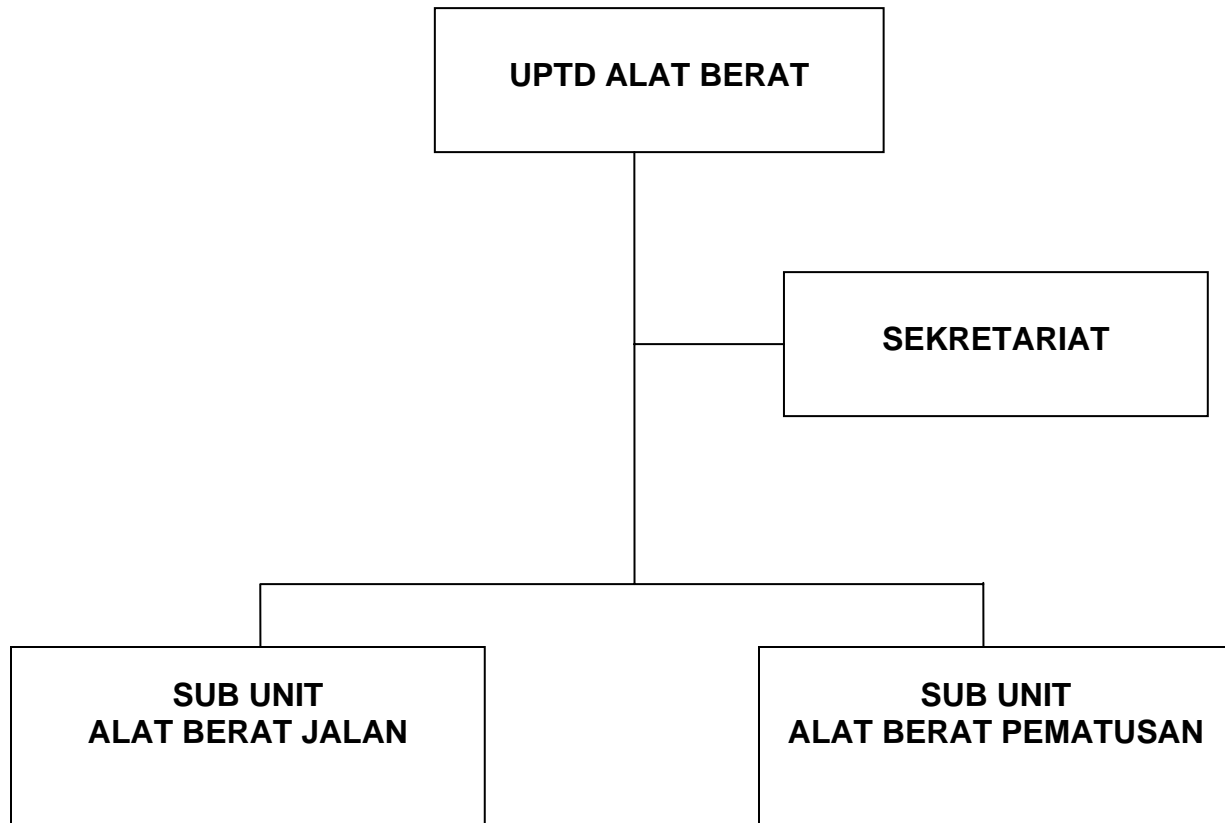 UPTD ALAT BERAT
SEKRETARIAT
SUB UNIT
ALAT BERAT JALAN
SUB UNIT
ALAT BERAT PEMATUSAN